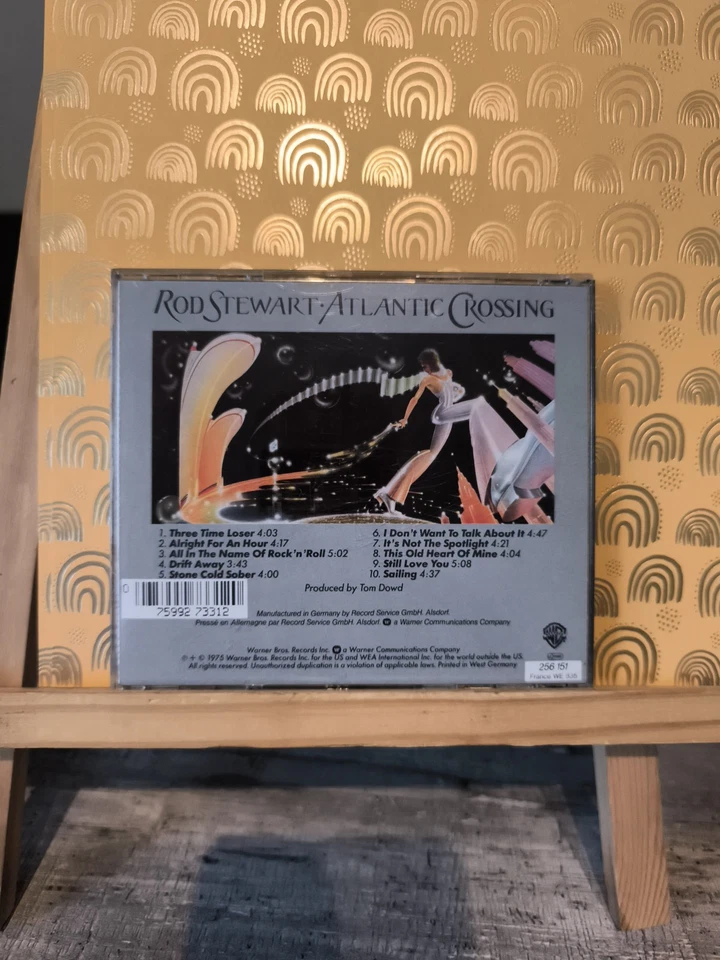 ROD STEWART·ATLANTIC CROSSING
1. Three Time Loser 4:03
2. Alright For An Hour 4:17
3. All In The Name Of Rock'n'Roll 5:02
4. Drift Away 3:43
5. Stone Cold Sober 4:00
6. I Don't Want To Talk About It 4:47
7. It's Not The Spotlight 4:21
8. This Old Heart Of Mine 4:04
9. Still Love You 5:08
10. Sailing 4:37
Produced by Tom Dowd
0
75992 73312
Manufactured in Germany by Record Service GmbH. Alsdorf.
Pressé en Allemagne par Record Service GmbH. Alsdorf. a Warner Communications Company
Warner Bros. Records Inc. a Warner Communications Company
℗ + © 1975 Warner Bros. Records Inc. for the US and WEA International Inc. for the world outside the US.
All rights reserved. Unauthorized duplication is a violation of applicable laws. Printed in West Germany
256 151
France WE